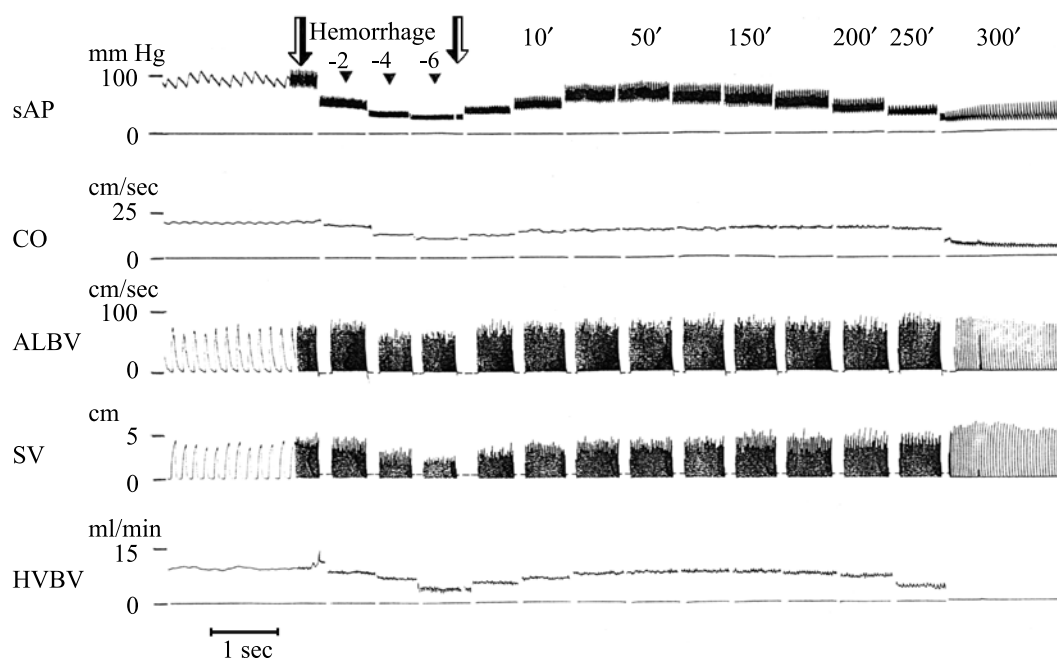 Hemorrhage 10′ 50′ 150′ 200′ 250′ 300′
mm Hg -2 -4 -6
100
sAP
0
cm/sec
25
CO
0
cm/sec
100
ALBV
0
cm
5
SV
0
ml/min
15
HVBV
0
1 sec